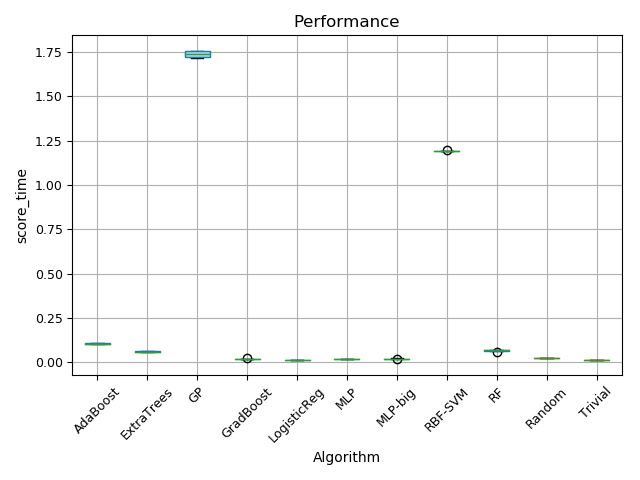 Performance
1.75
1.50
1.25
1.00
0.75
0.50
0.25
0.00
score_time
AdaBoost
ExtraTrees
GP
GradBoost
LogisticReg
MLP
MLP-big
RBF-SVM
RF
Random
Trivial
Algorithm